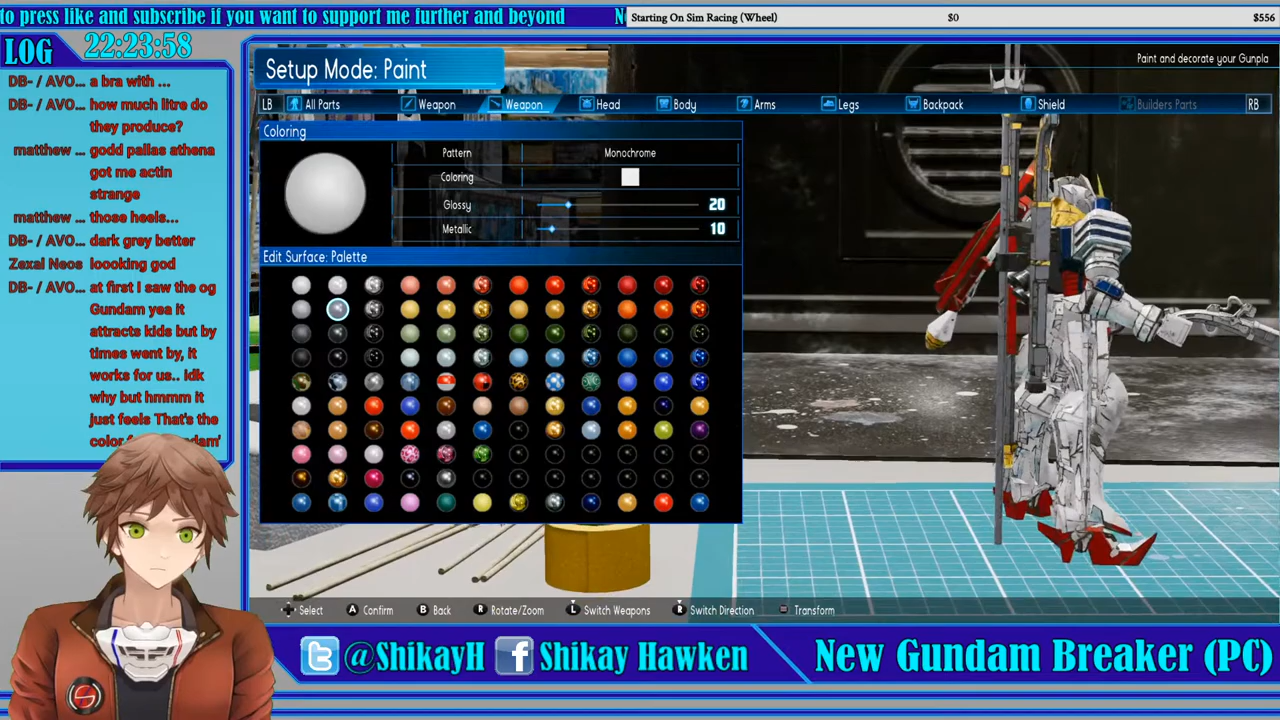 to press like and subscribe if you want to support me further and beyond
Starting On Sim Racing (Wheel) $0 $556
LOG 22:23:58
DB- / AVO... a bra with ...
DB- / AVO... how much litre do
they produce?
matthew ... godd pallas athena
got me actin
strange
matthew ... those heels...
DB- / AVO... dark grey better
Zexal Neos loooking god
DB- / AVO... at first I saw the og
Gundam yea it
attracts kids but by
times went by, it
works for us.. idk
why but hmmm it
just feels That's the
Setup Mode: Paint
Paint and decorate your Gunpla
LB All Parts Weapon Weapon Head Body Arms Legs Backpack Shield Builders Parts RB
Coloring
Pattern Monochrome
Coloring
Glossy 20
Metallic 10
Edit Surface: Palette
Select A Confirm B Back R Rotate/Zoom L Switch Weapons R Switch Direction Transform
@ShikayH Shikay Hawken New Gundam Breaker (PC)